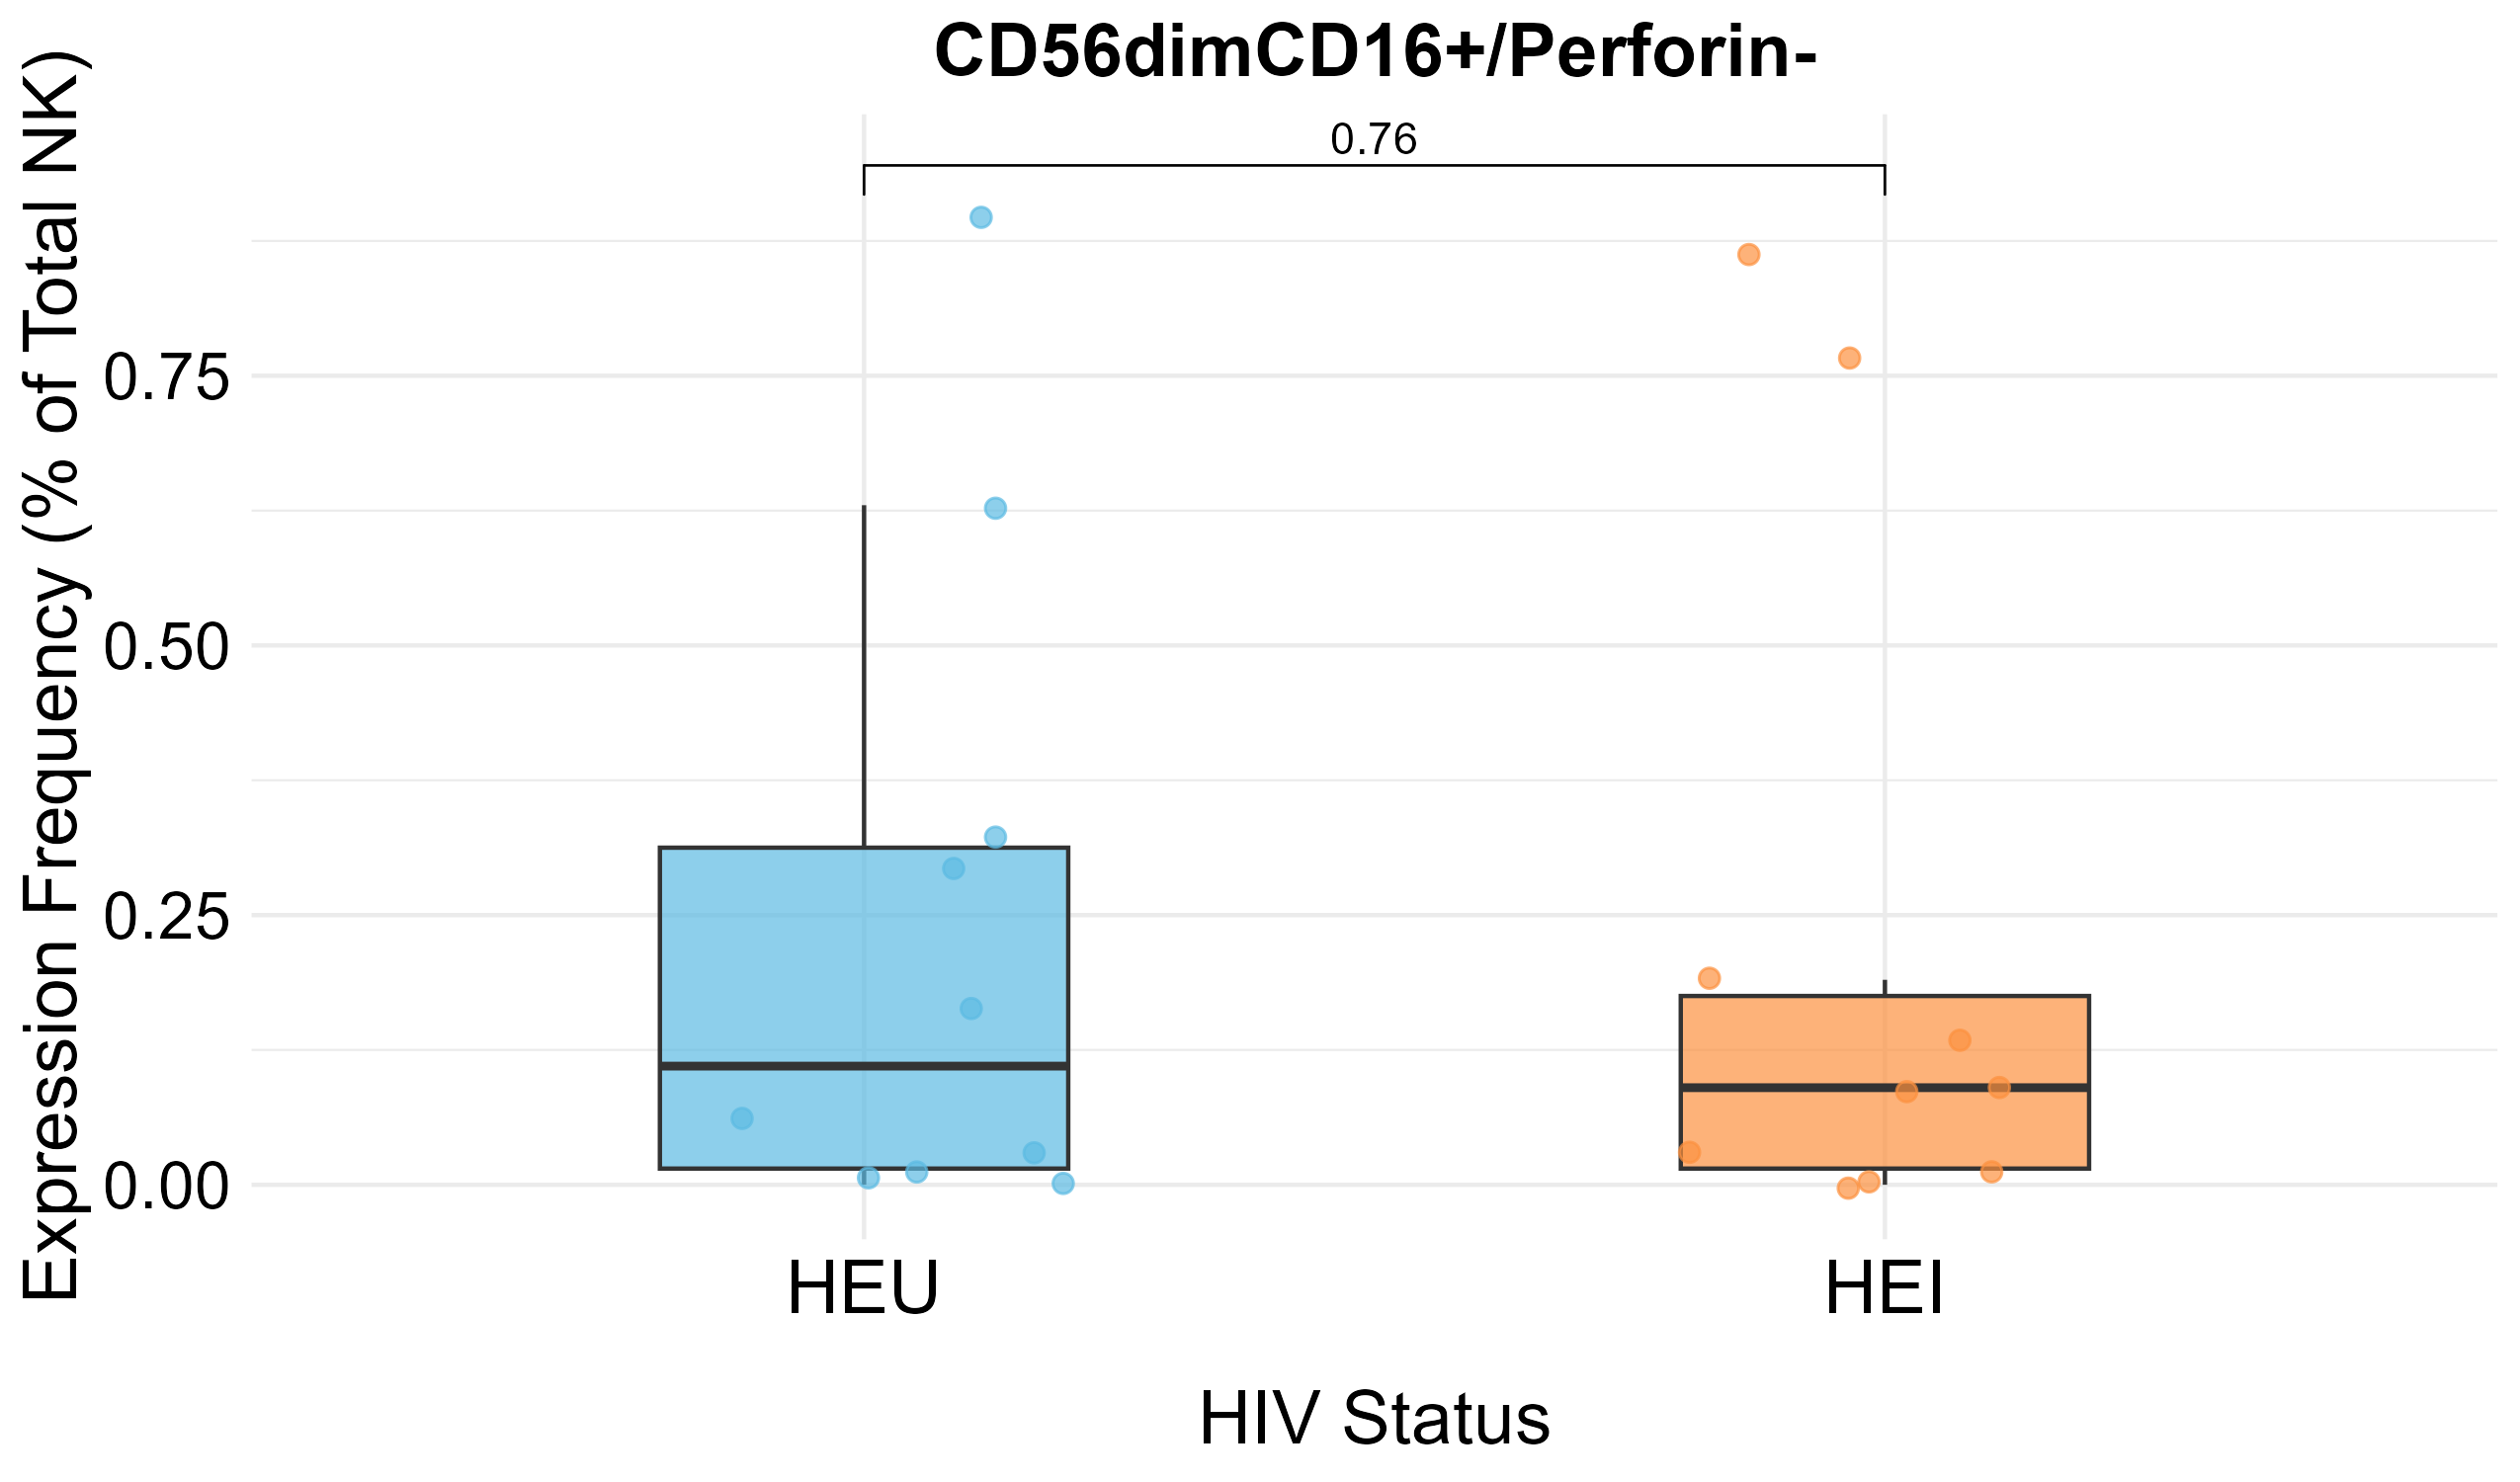 CD56dimCD16+/Perforin-
0.76
Expression Frequency (% of Total NK)
0.75
0.50
0.25
0.00
HEU
HEI
HIV Status